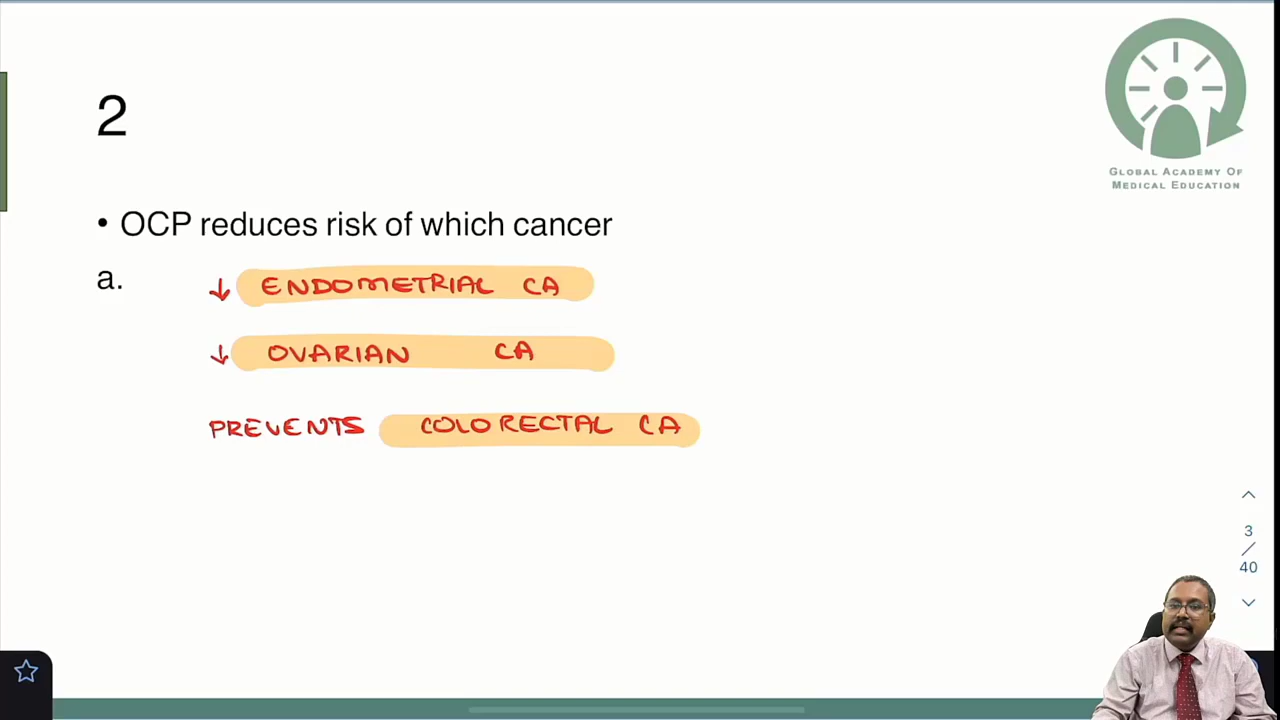 GLOBAL ACADEMY OF
MEDICAL EDUCATION
2
• OCP reduces risk of which cancer
a.
↓ ENDOMETRIAL CA
↓ OVARIAN CA
PREVENTS COLORECTAL CA
3
/
40